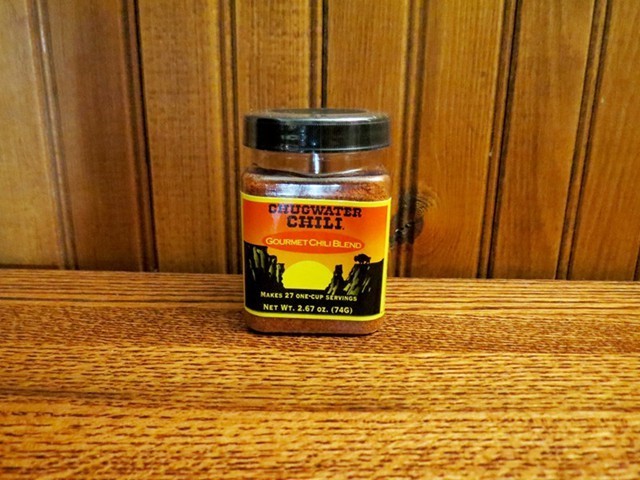 CHUGWATER
CHILI.
GOURMET CHILI BLEND
MAKES 27 ONE-CUP SERVINGS
NET WT. 2.67 OZ. (74G)